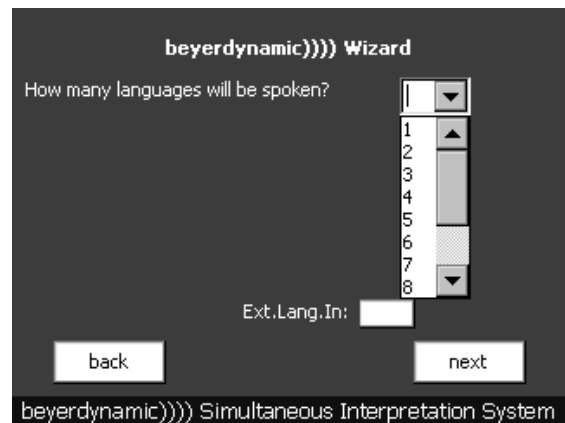 beyerdynamic)))) Wizard
How many languages will be spoken?
1
2
3
4
5
6
7
8
Ext.Lang.In:
back
next
beyerdynamic)))) Simultaneous Interpretation System